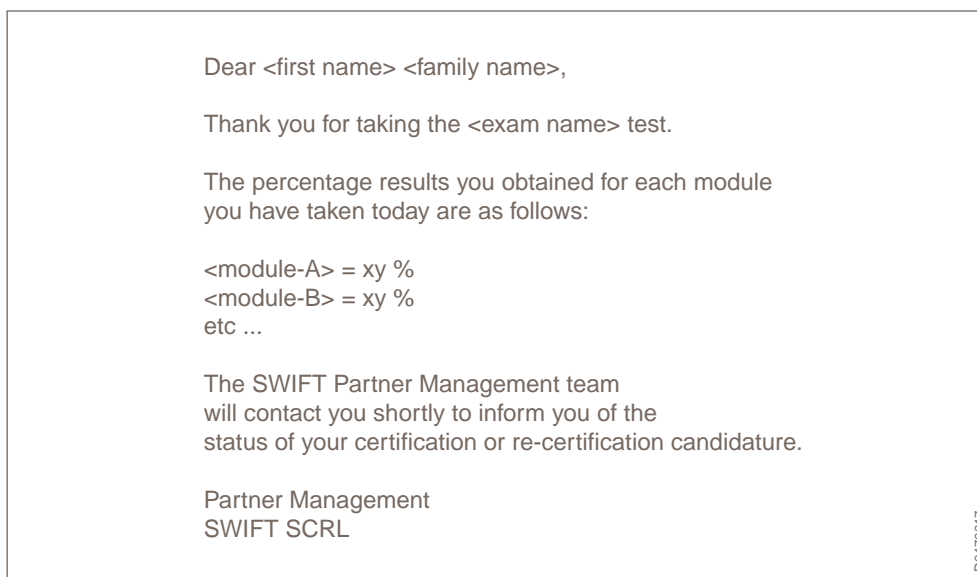 Dear <first name> <family name>,
Thank you for taking the <exam name> test.
The percentage results you obtained for each module
you have taken today are as follows:
<module-A> = xy %
<module-B> = xy %
etc ...
The SWIFT Partner Management team
will contact you shortly to inform you of the
status of your certification or re-certification candidature.
Partner Management
SWIFT SCRL